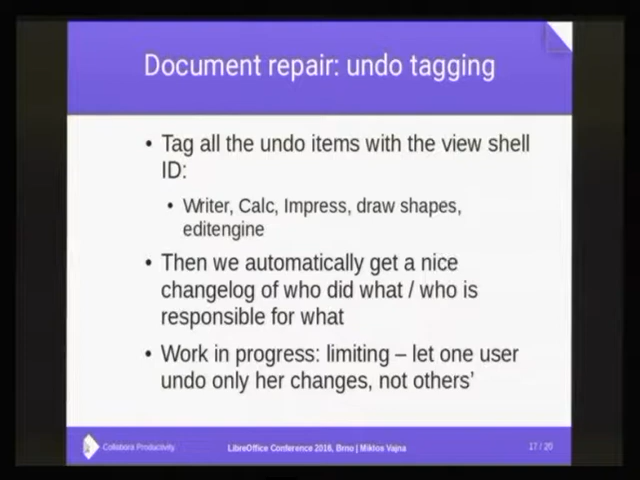 Document repair: undo tagging
• Tag all the undo items with the view shell
ID:
• Writer, Calc, Impress, draw shapes,
editengine
• Then we automatically get a nice
changelog of who did what / who is
responsible for what
• Work in progress: limiting – let one user
undo only her changes, not others’
Collabora Productivity
LibreOffice Conference 2016, Brno | Miklos Vajna
17 / 20